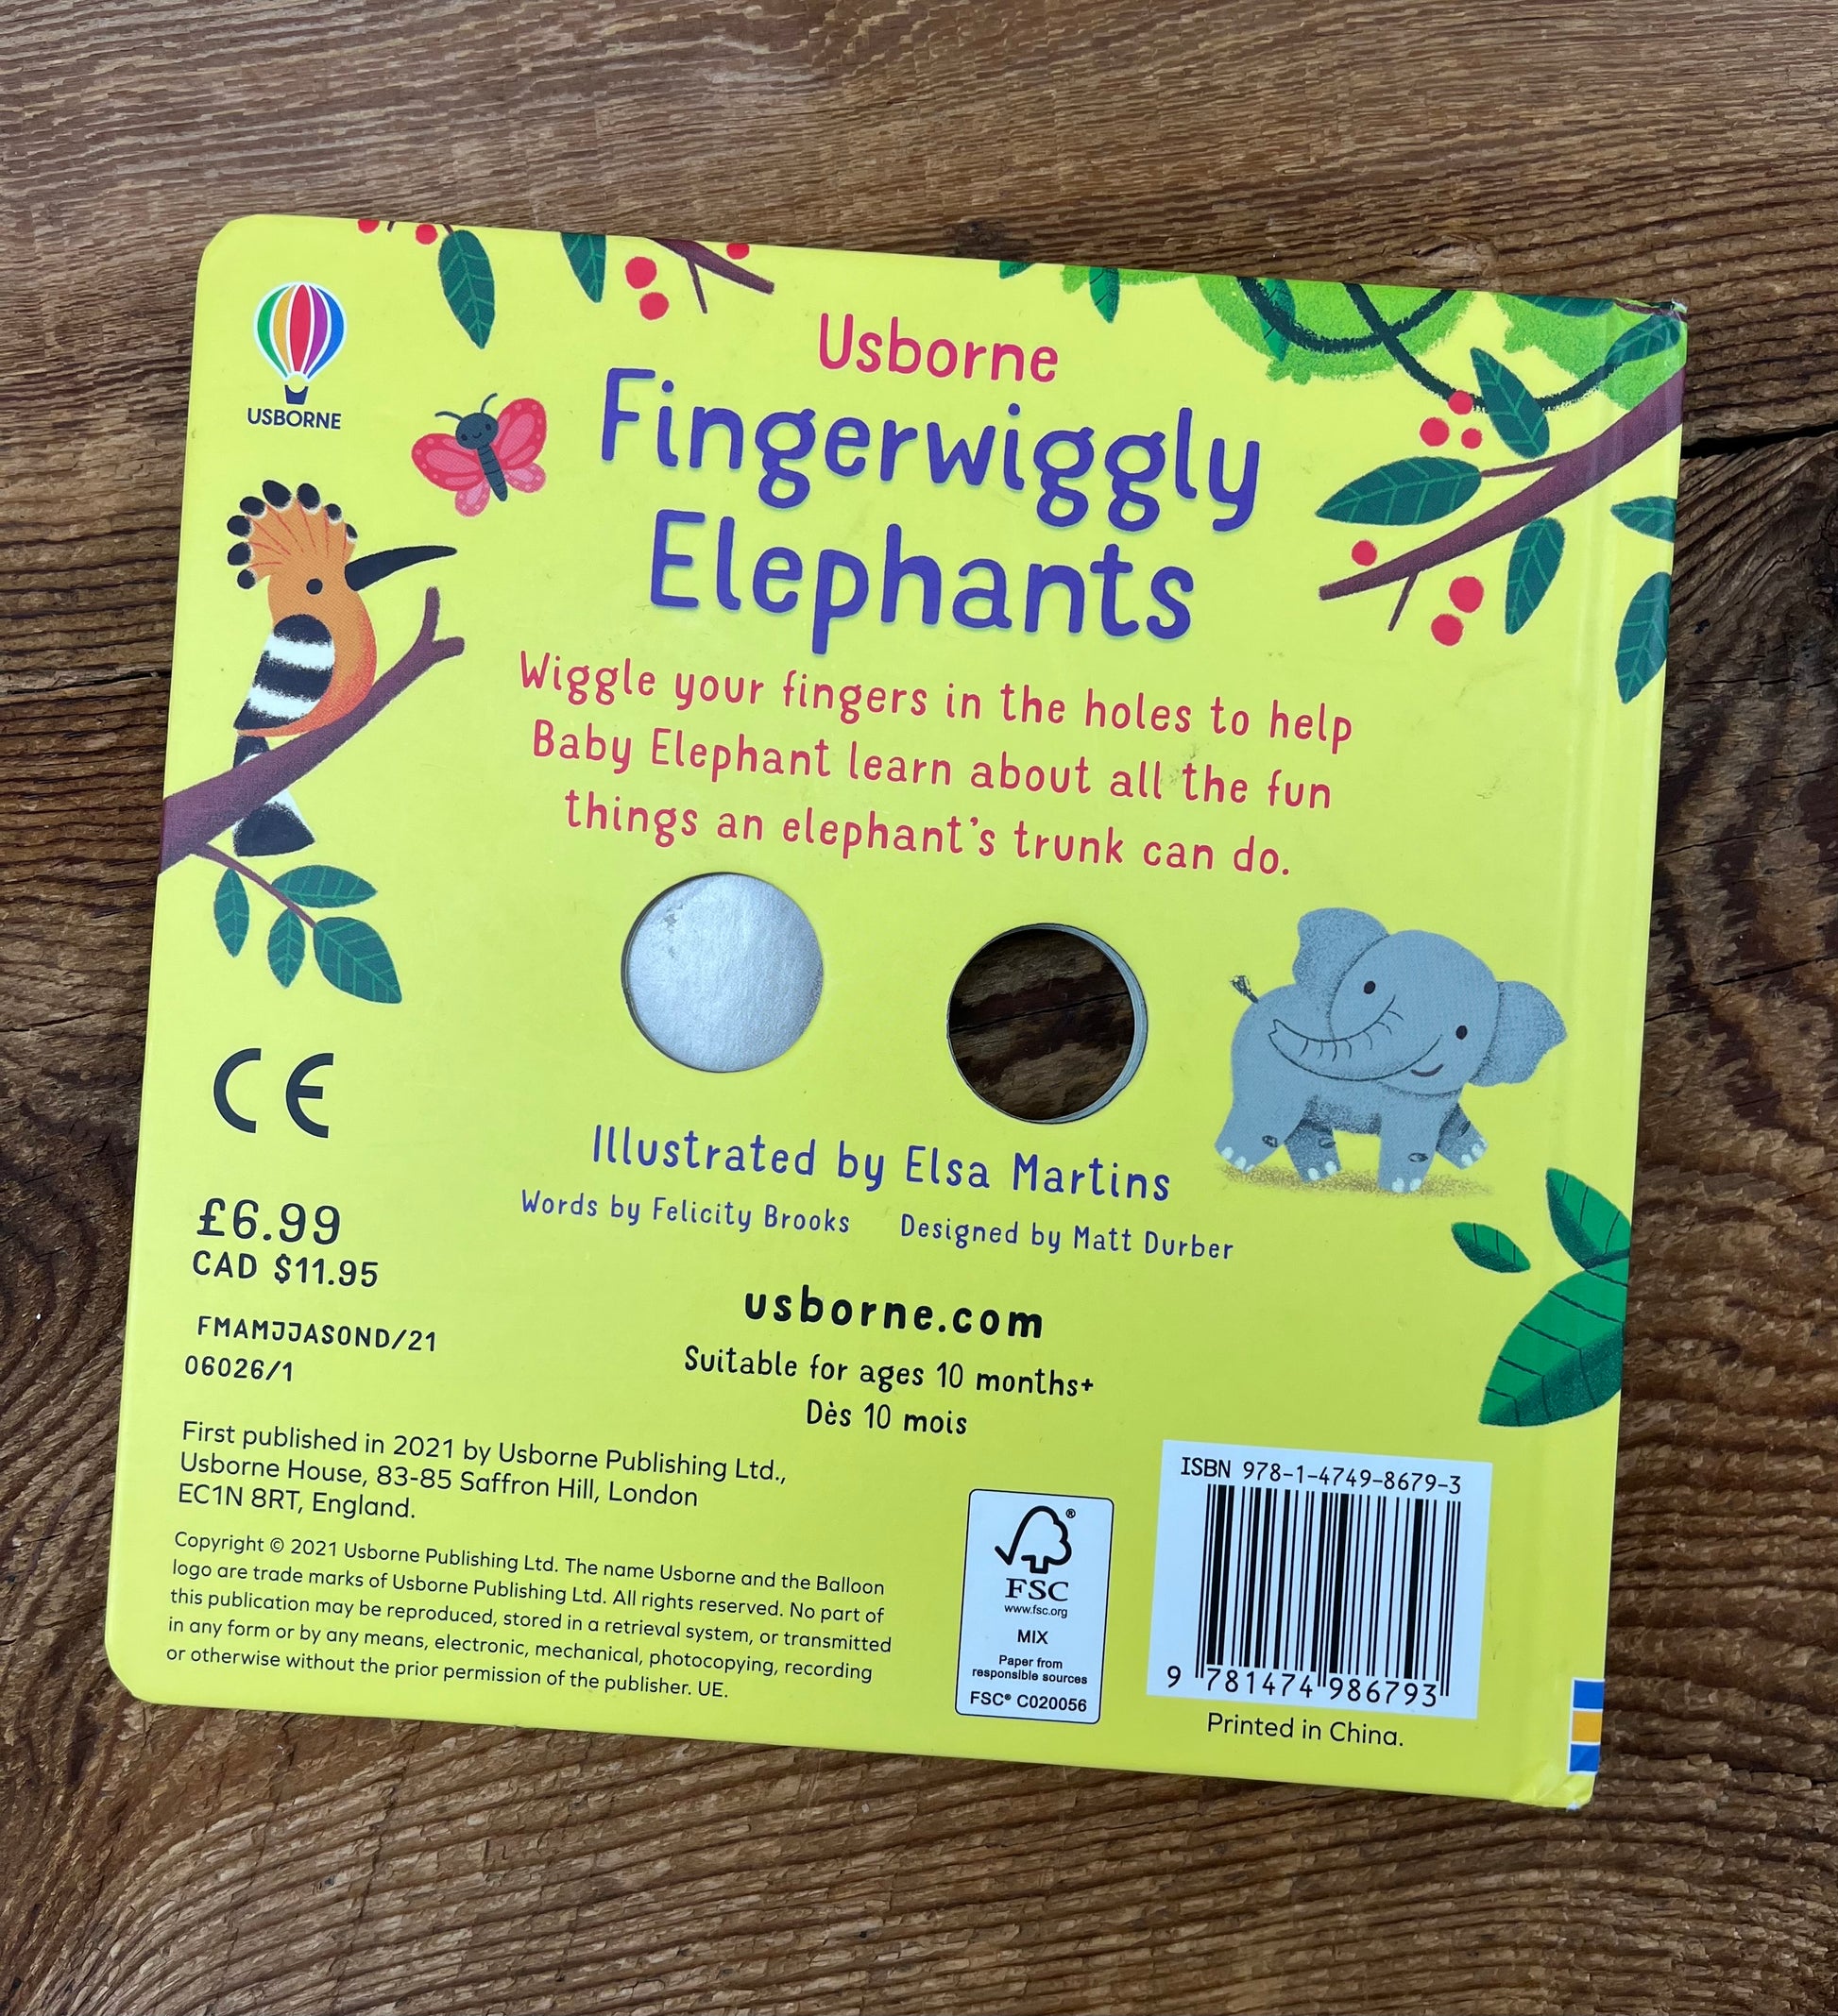 USBORNE
Usborne
Fingerwiggly
Elephants
Wiggle your fingers in the holes to help
Baby Elephant learn about all the fun
things an elephant's trunk can do.
CE
Illustrated by Elsa Martins
Words by Felicity Brooks Designed by Matt Durber
£6.99
CAD $11.95
FMAMJJASOND/21
06026/1
usborne.com
Suitable for ages 10 months+
Dès 10 mois
First published in 2021 by Usborne Publishing Ltd.,
Usborne House, 83-85 Saffron Hill, London
EC1N 8RT, England.
Copyright © 2021 Usborne Publishing Ltd. The name Usborne and the Balloon
logo are trade marks of Usborne Publishing Ltd. All rights reserved. No part of
this publication may be reproduced, stored in a retrieval system, or transmitted
in any form or by any means, electronic, mechanical, photocopying, recording
or otherwise without the prior permission of the publisher. UE.
®
FSC
www.fsc.org
MIX
Paper from
responsible sources
FSC® C020056
ISBN 978-1-4749-8679-3
9 781474 986793
Printed in China.